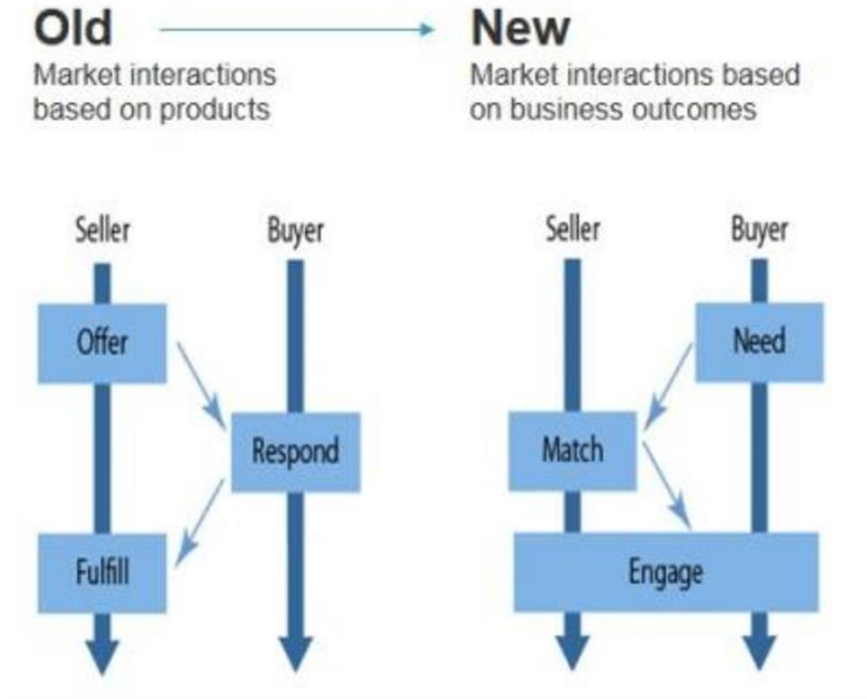 Old
Market interactions
based on products
New
Market interactions based
on business outcomes
Seller
Buyer
Offer
Respond
Fulfill
Seller
Buyer
Need
Match
Engage